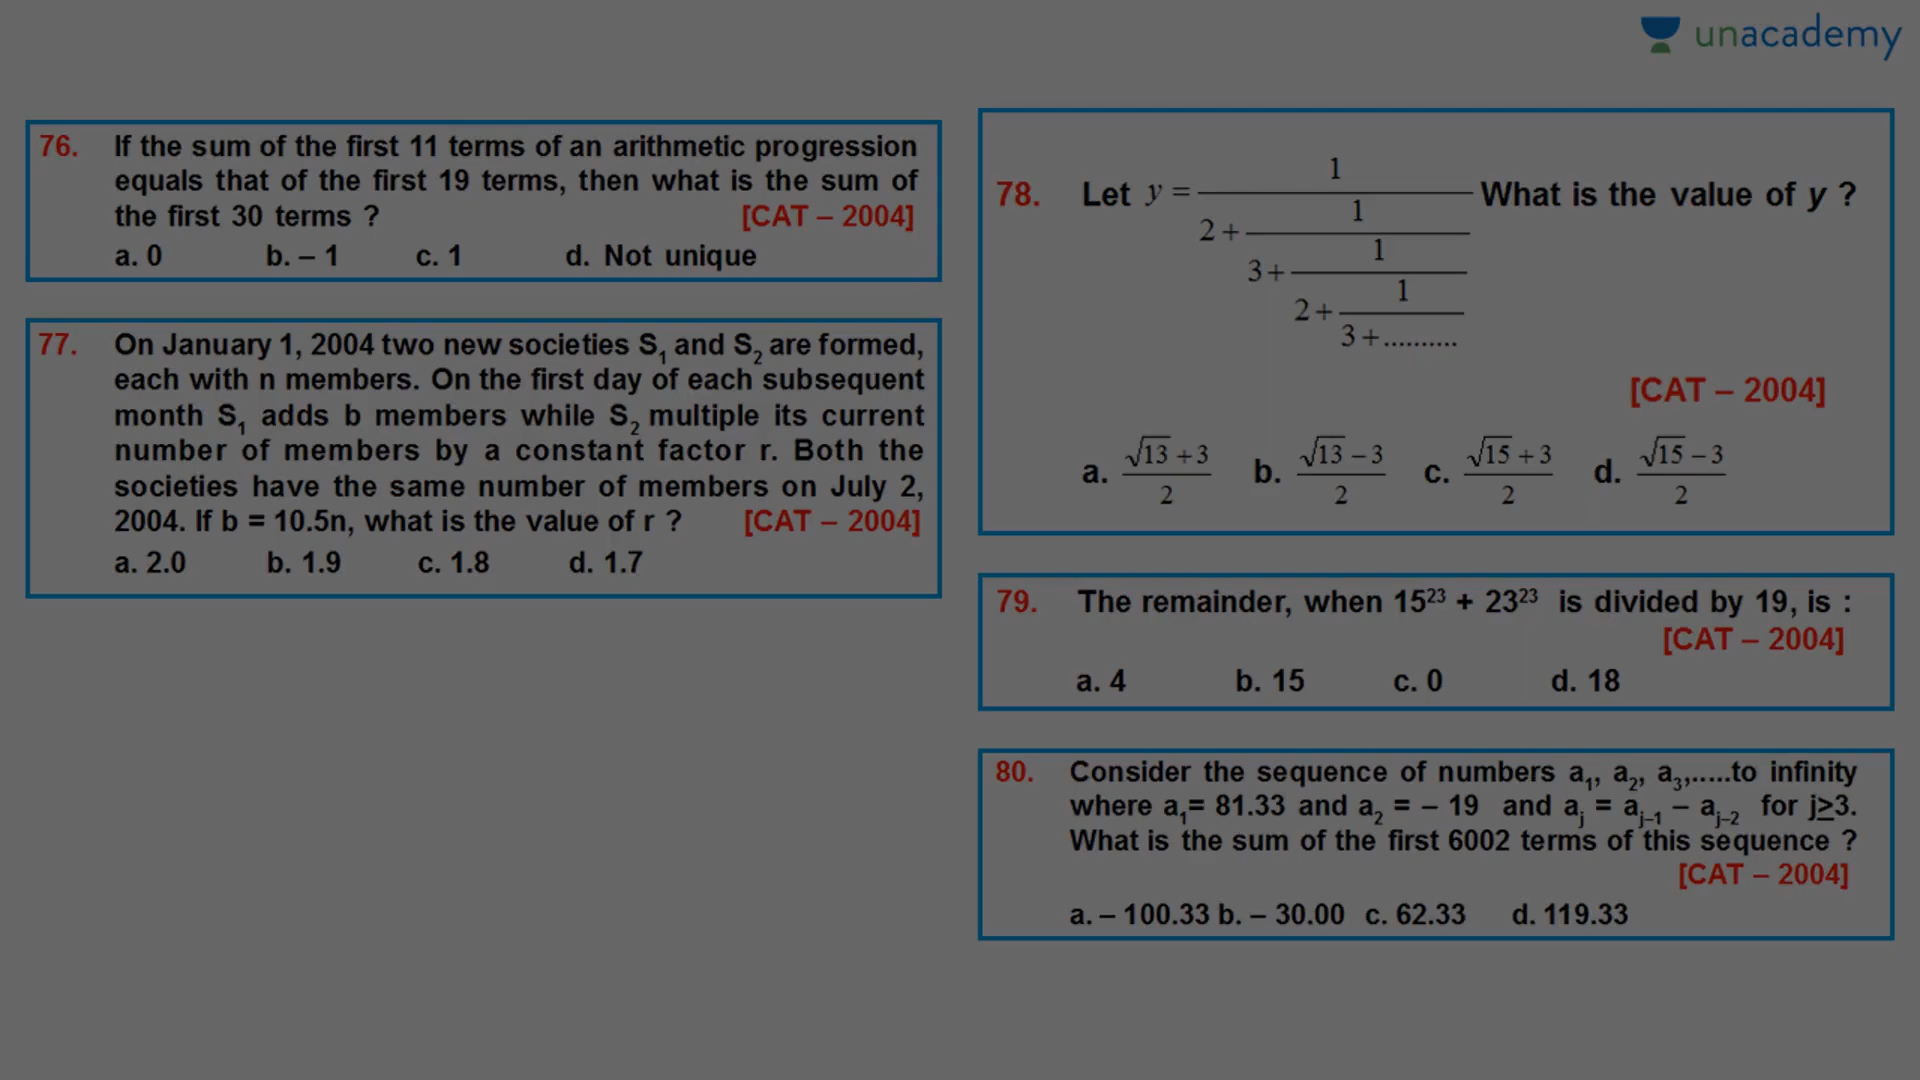 unacademy
76. If the sum of the first 11 terms of an arithmetic progression
equals that of the first 19 terms, then what is the sum of
the first 30 terms ? [CAT – 2004]
a. 0 b. – 1 c. 1 d. Not unique
77. On January 1, 2004 two new societies S₁ and S₂ are formed,
each with n members. On the first day of each subsequent
month S₁ adds b members while S₂ multiple its current
number of members by a constant factor r. Both the
societies have the same number of members on July 2,
2004. If b = 10.5n, what is the value of r ? [CAT – 2004]
a. 2.0 b. 1.9 c. 1.8 d. 1.7
78. Let y = 1/(2 + 1/(3 + 1/(2 + 1/(3 + ..........)))) What is the value of y ?
[CAT – 2004]
a. (√13 + 3)/2 b. (√13 – 3)/2 c. (√15 + 3)/2 d. (√15 – 3)/2
79. The remainder, when 15²³ + 23²³ is divided by 19, is :
[CAT – 2004]
a. 4 b. 15 c. 0 d. 18
80. Consider the sequence of numbers a₁, a₂, a₃,.....to infinity
where a₁= 81.33 and a₂ = – 19 and aⱼ = aⱼ₋₁ – aⱼ₋₂ for j≥3.
What is the sum of the first 6002 terms of this sequence ?
[CAT – 2004]
a. – 100.33 b. – 30.00 c. 62.33 d. 119.33